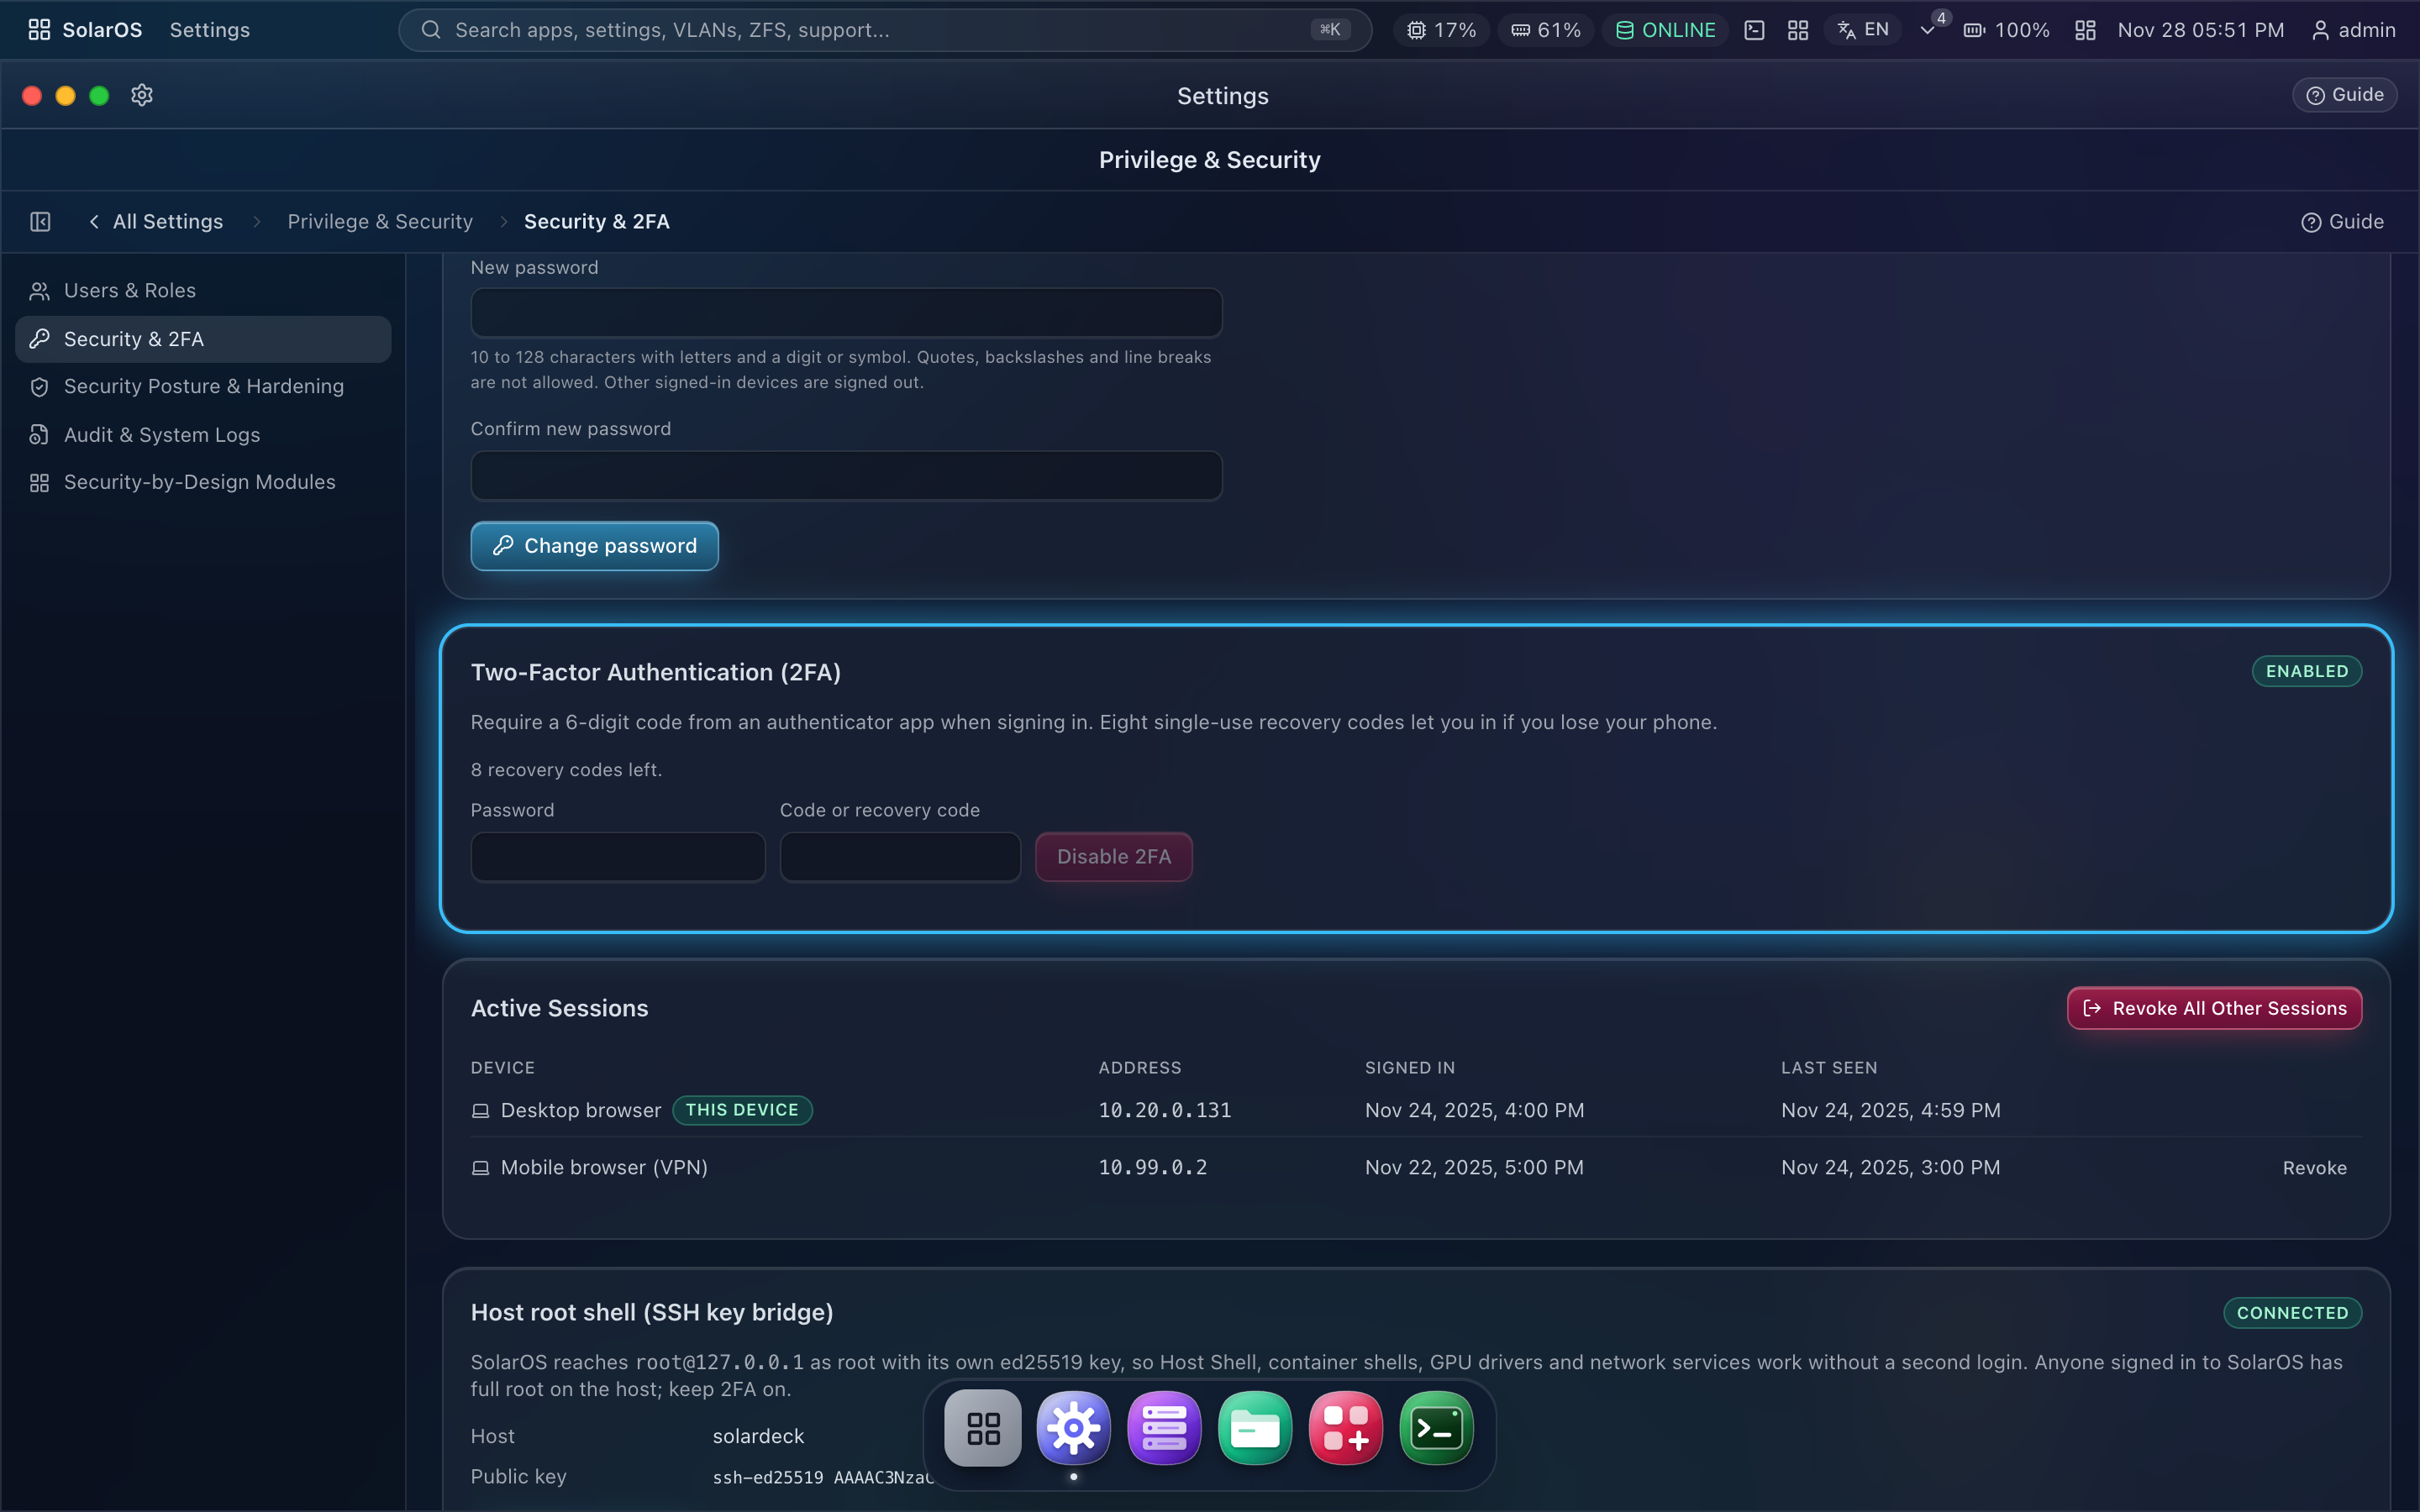 SolarOS Settings Search apps, settings, VLANs, ZFS, support... ⌘K 17% 61% ONLINE EN 4 100% Nov 28 05:51 PM admin
Settings Guide
Privilege & Security
All Settings Privilege & Security Security & 2FA Guide
Users & Roles
Security & 2FA
Security Posture & Hardening
Audit & System Logs
Security-by-Design Modules
New password
10 to 128 characters with letters and a digit or symbol. Quotes, backslashes and line breaks
are not allowed. Other signed-in devices are signed out.
Confirm new password
Change password
Two-Factor Authentication (2FA) ENABLED
Require a 6-digit code from an authenticator app when signing in. Eight single-use recovery codes let you in if you lose your phone.
8 recovery codes left.
Password Code or recovery code
Disable 2FA
Active Sessions Revoke All Other Sessions
DEVICE ADDRESS SIGNED IN LAST SEEN
Desktop browser THIS DEVICE 10.20.0.131 Nov 24, 2025, 4:00 PM Nov 24, 2025, 4:59 PM
Mobile browser (VPN) 10.99.0.2 Nov 22, 2025, 5:00 PM Nov 24, 2025, 3:00 PM Revoke
Host root shell (SSH key bridge) CONNECTED
SolarOS reaches root@127.0.0.1 as root with its own ed25519 key, so Host Shell, container shells, GPU drivers and network services work without a second login. Anyone signed in to SolarOS has
full root on the host; keep 2FA on.
Host solardeck
Public key ssh-ed25519